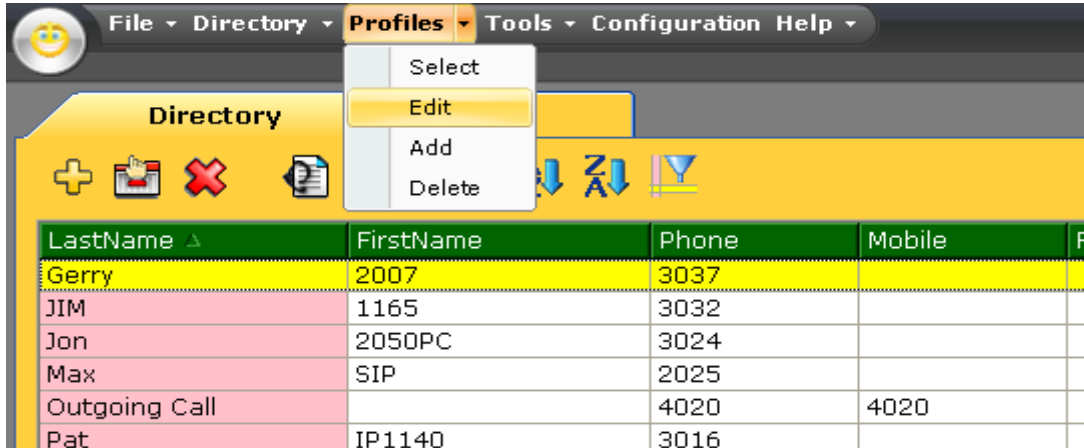 File Directory Profiles Tools Configuration Help
Select
Edit
Add
Delete
Directory
Z
A
LastName FirstName Phone Mobile
Gerry 2007 3037
JIM 1165 3032
Jon 2050PC 3024
Max SIP 2025
Outgoing Call 4020 4020
Pat IP1140 3016